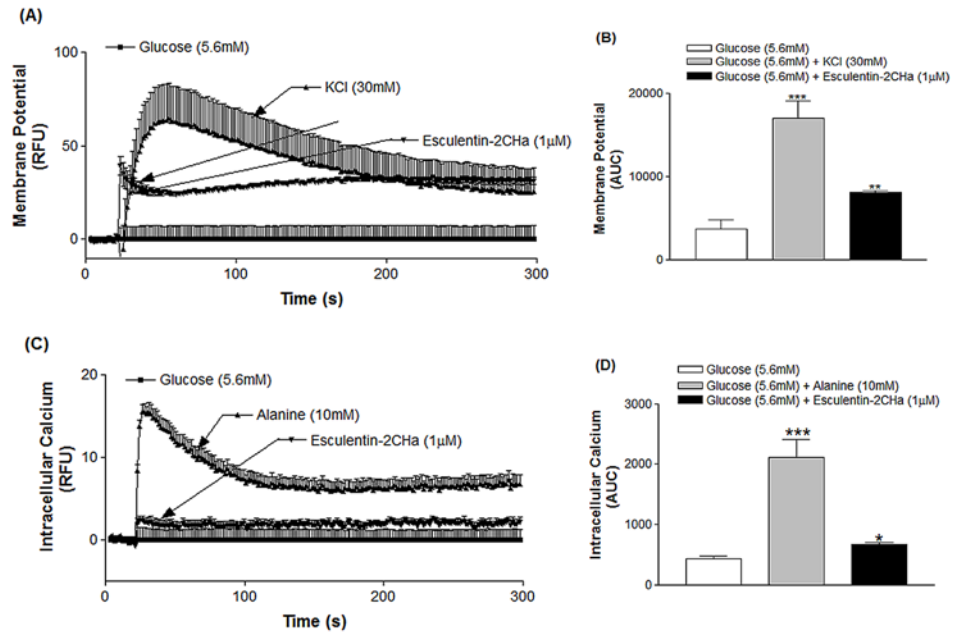 (A)
Glucose (5.6mM)
100
KCl (30mM)
Esculentin-2CHa (1µM)
50
0
Membrane Potential
(RFU)
0
100
200
300
Time (s)
(B)
Glucose (5.6mM)
Glucose (5.6mM) + KCl (30mM)
Glucose (5.6mM) + Esculentin-2CHa (1µM)
20000
***
10000
**
0
Membrane Potential
(AUC)
(C)
Glucose (5.6mM)
20
Alanine (10mM)
Esculentin-2CHa (1µM)
10
0
Intracellular Calcium
(RFU)
0
100
200
300
Time (s)
(D)
Glucose (5.6mM)
Glucose (5.6mM) + Alanine (10mM)
Glucose (5.6mM) + Esculentin-2CHa (1µM)
3000
***
2000
1000
*
0
Intracellular Calcium
(AUC)